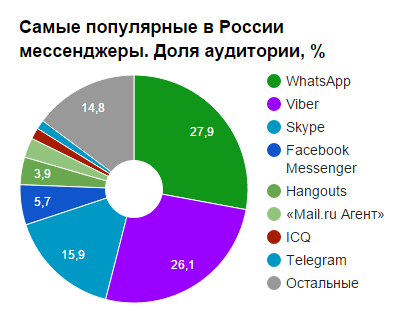 Самые популярные в России
мессенджеры. Доля аудитории, %
14,8
27,9
3,9
5,7
15,9
26,1
WhatsApp
Viber
Skype
Facebook
Messenger
Hangouts
«Mail.ru Агент»
ICQ
Telegram
Остальные